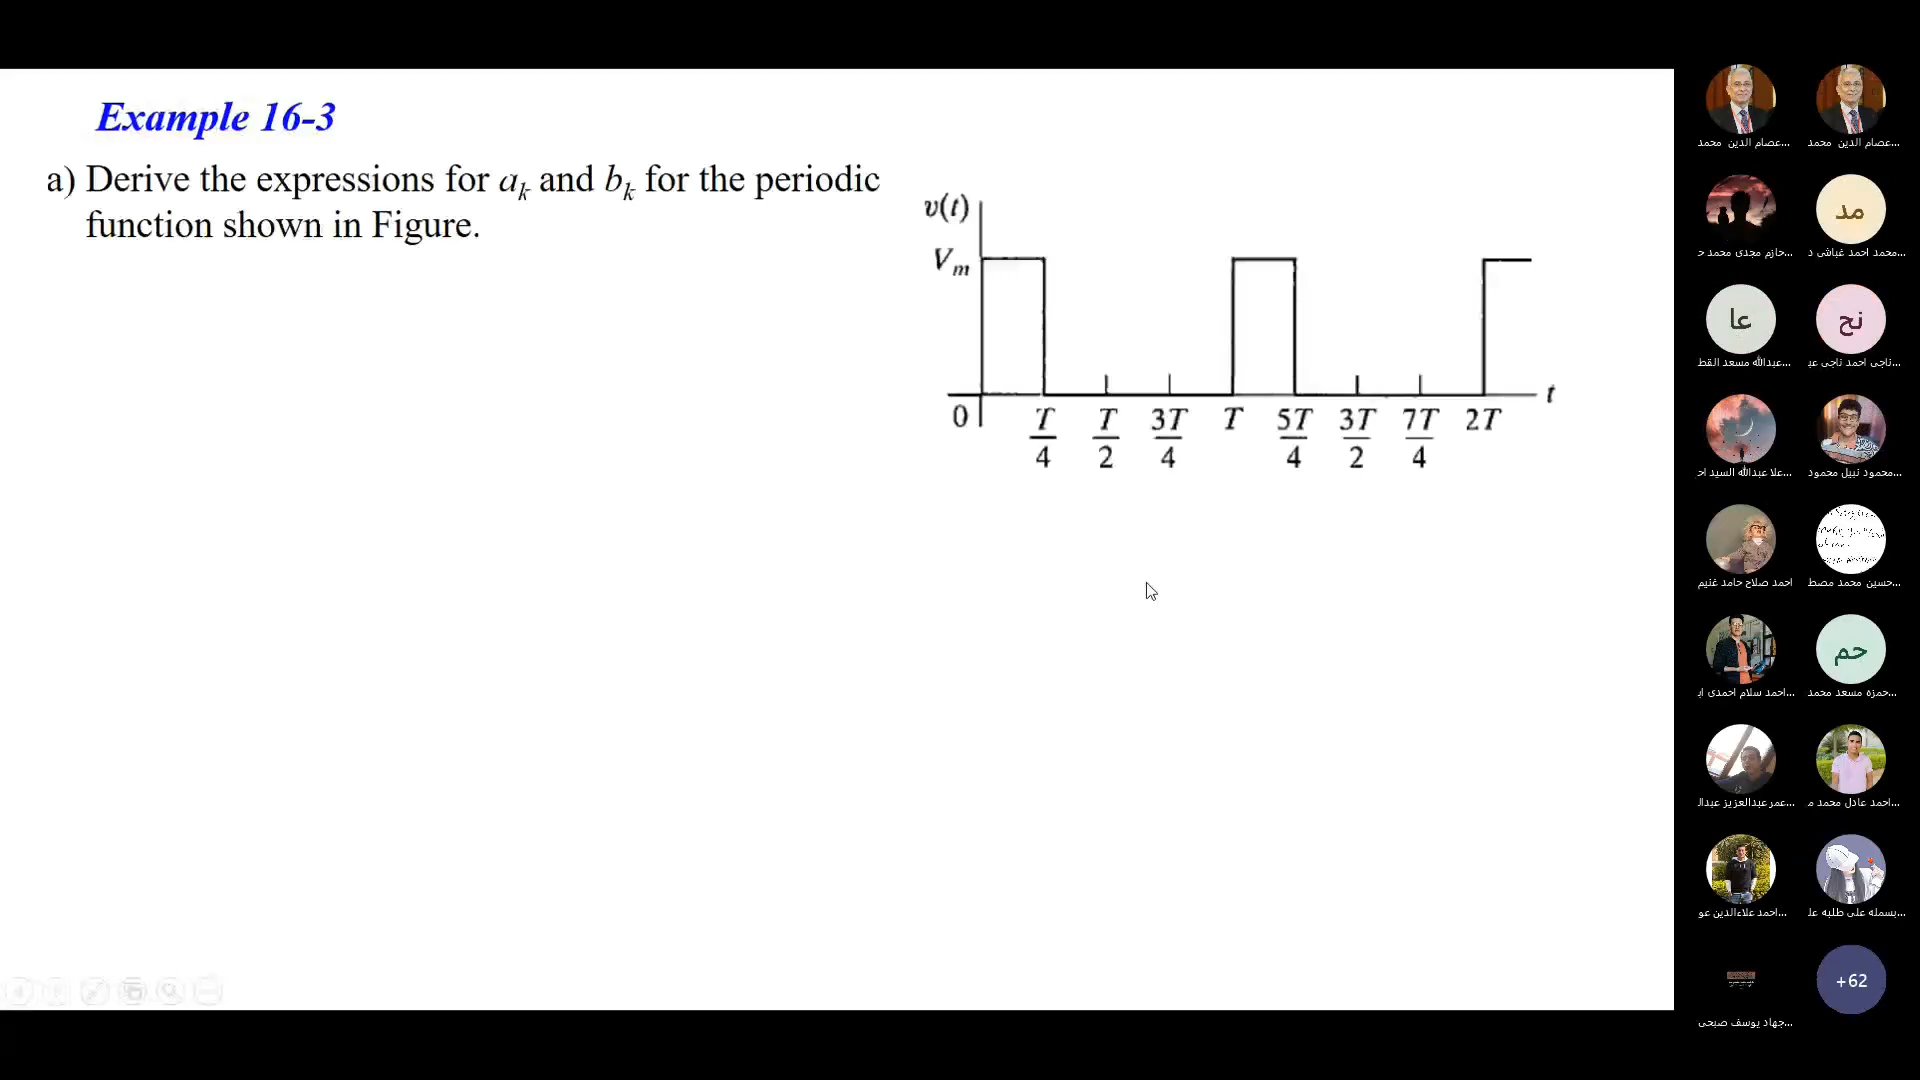 Example 16-3
a) Derive the expressions for a_k and b_k for the periodic
function shown in Figure.
v(t)
V_m
0
T/4 T/2 3T/4 T 5T/4 3T/2 7T/4 2T
t
عصام الدين محمد...
عصام الدين محمد...
حازم مجدى محمد ح...
مد
محمد احمد غباشى د...
عا
عبدالله مسعد القط...
نح
ناجى احمد ناجى عب...
علا عبدالله السيد اح...
محمود نبيل محمود...
احمد صلاح حامد غنيم
حسين محمد مصط...
احمد سلام احمدى اب...
حم
حمزه مسعد محمد...
عمر عبدالعزيز عبدال...
احمد عادل محمد م...
احمد علاءالدين عو...
بسمله على طلبه عل...
جهاد يوسف صبحى...
+62